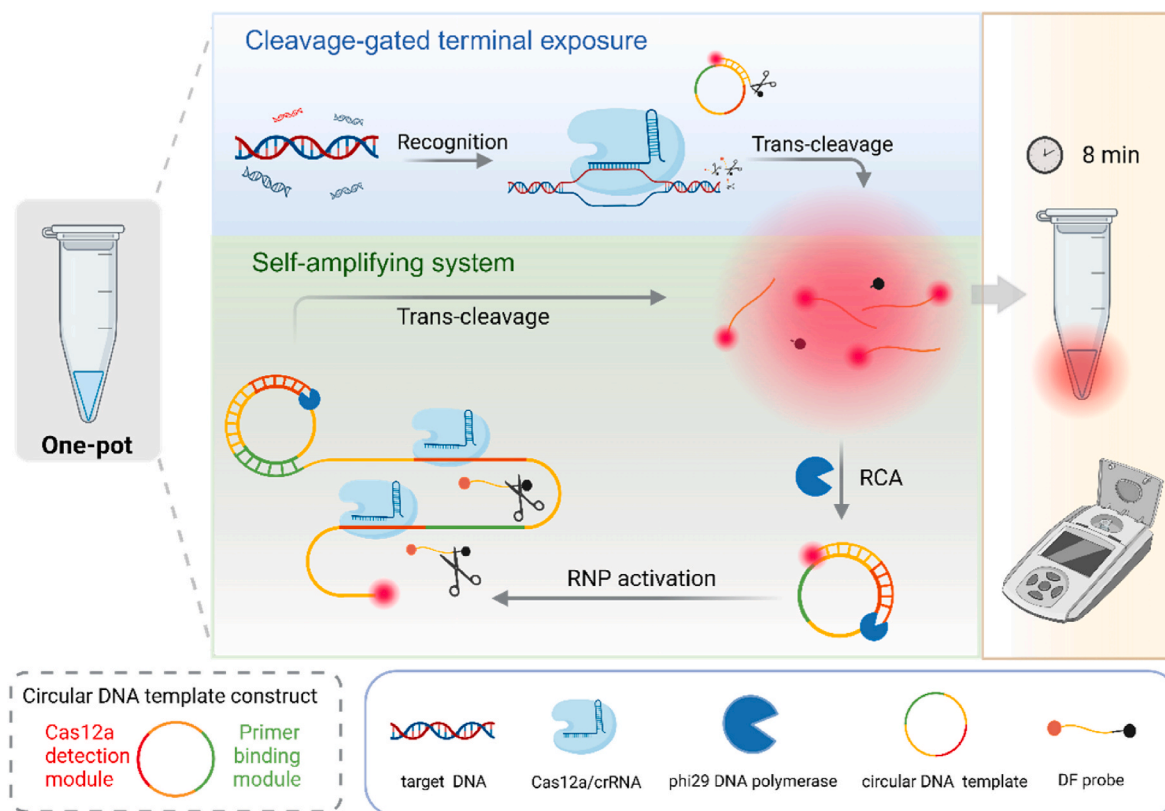 Cleavage-gated terminal exposure
Recognition
Trans-cleavage
8 min
One-pot
Self-amplifying system
Trans-cleavage
RCA
RNP activation
Circular DNA template construct
Cas12a
detection
module
Primer
binding
module
target DNA
Cas12a/crRNA
phi29 DNA polymerase
circular DNA template
DF probe